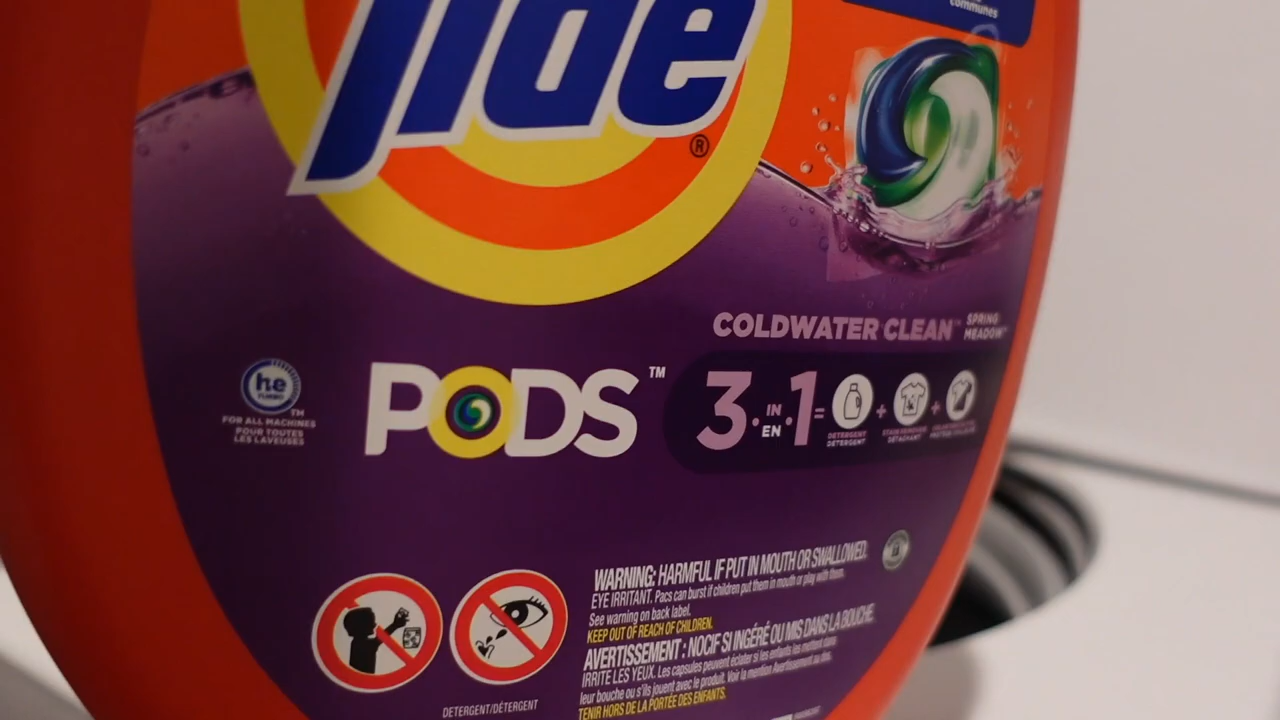 communes
Tide
®
COLDWATER CLEAN™ SPRING
MEADOW™
he
TURBO
TM
FOR ALL MACHINES
POUR TOUTES
LES LAVEUSES
PODS™
3·IN
EN·1= + +
DETERGENT
DÉTERGENT
STAIN REMOVER
DÉTACHANT
WARNING: HARMFUL IF PUT IN MOUTH OR SWALLOWED.
EYE IRRITANT. Pacs can burst if children put them in mouth or play with them.
See warning on back label.
KEEP OUT OF REACH OF CHILDREN.
AVERTISSEMENT : NOCIF SI INGÉRÉ OU MIS DANS LA BOUCHE
IRRITE LES YEUX. Les capsules peuvent éclater si les enfants les mettent dans
leur bouche ou s'ils jouent avec le produit. Voir la mention Avertissement au dos.
TENIR HORS DE LA PORTÉE DES ENFANTS.
DETERGENT/DÉTERGENT